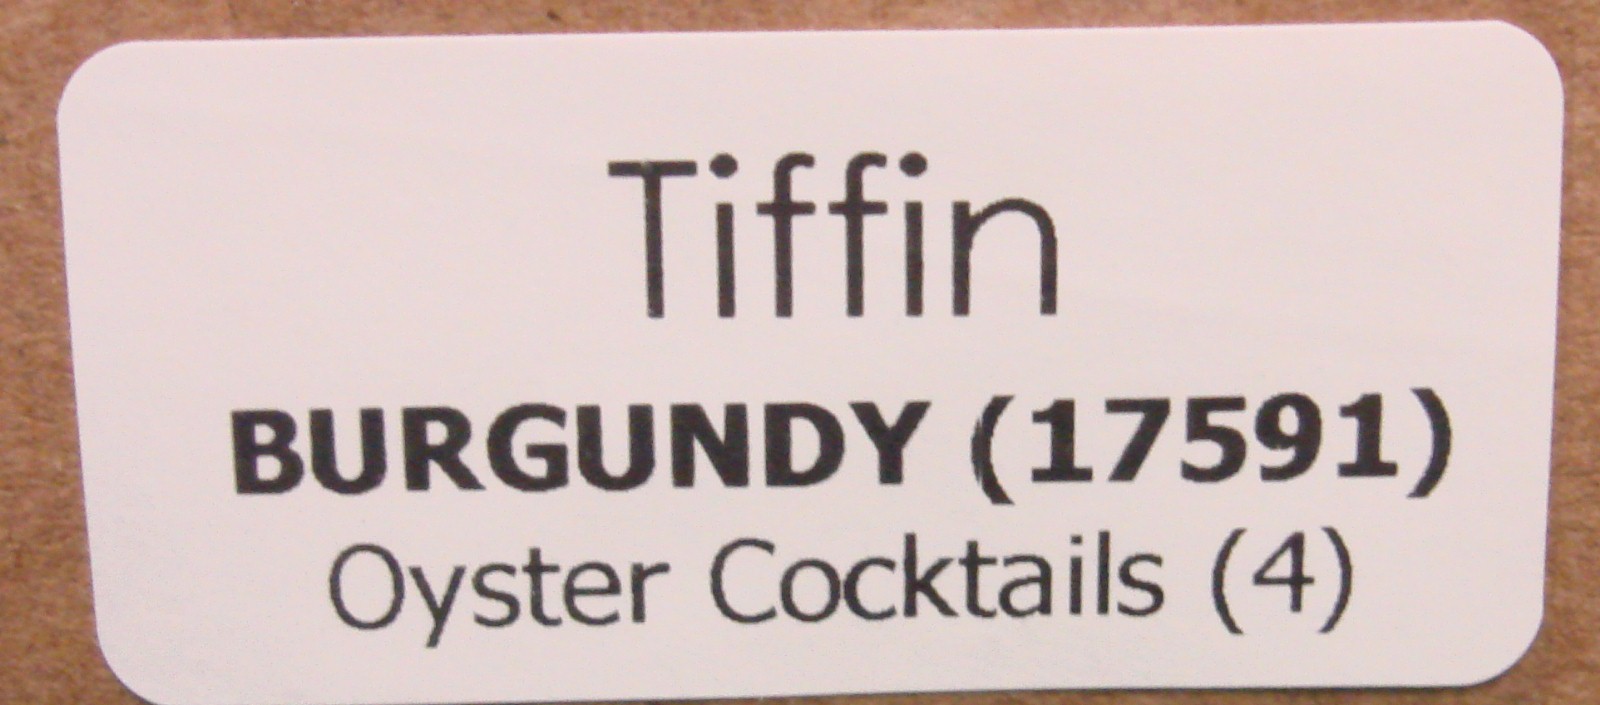 Tiffin
BURGUNDY (17591)
Oyster Cocktails (4)